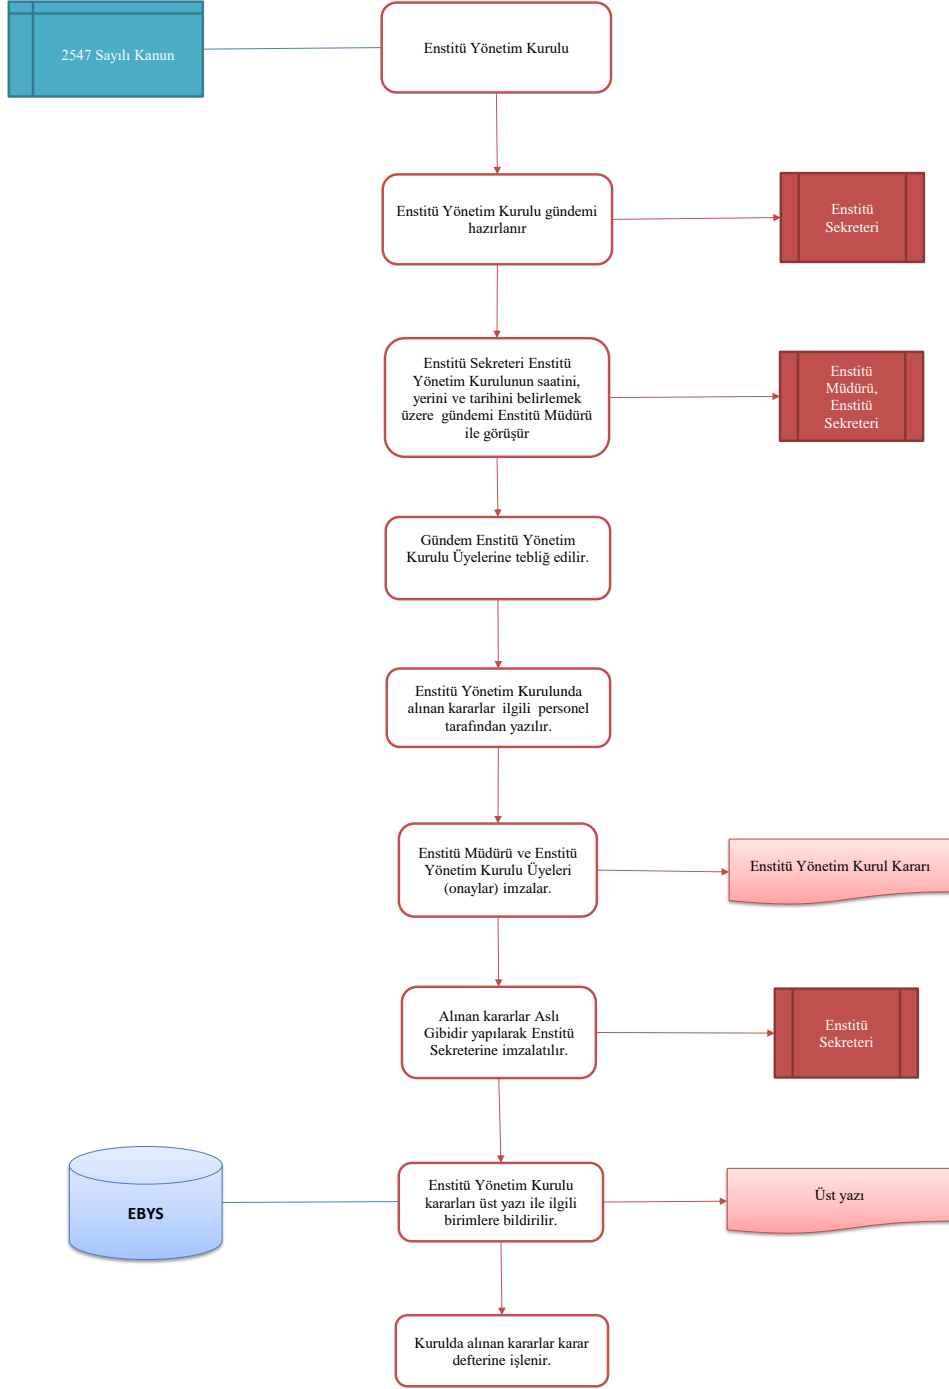 2547 Sayılı Kanun
Enstitü Yönetim Kurulu
Enstitü Yönetim Kurulu gündemi
hazırlanır
Enstitü
Sekreteri
Enstitü Sekreteri Enstitü
Yönetim Kurulunun saatini,
yerini ve tarihini belirlemek
üzere  gündemi Enstitü Müdürü
ile görüşür
Enstitü
Müdürü,
Enstitü
Sekreteri
Gündem Enstitü Yönetim
Kurulu Üyelerine tebliğ edilir.
Enstitü Yönetim Kurulunda
alınan kararlar  ilgili  personel
tarafından yazılır.
Enstitü Müdürü ve Enstitü
Yönetim Kurulu Üyeleri
(onaylar) imzalar.
Enstitü Yönetim Kurul Kararı
Alınan kararlar Aslı
Gibidir yapılarak Enstitü
Sekreterine imzalatılır.
Enstitü
Sekreteri
EBYS
Enstitü Yönetim Kurulu
kararları üst yazı ile ilgili
birimlere bildirilir.
Üst yazı
Kurulda alınan kararlar karar
defterine işlenir.